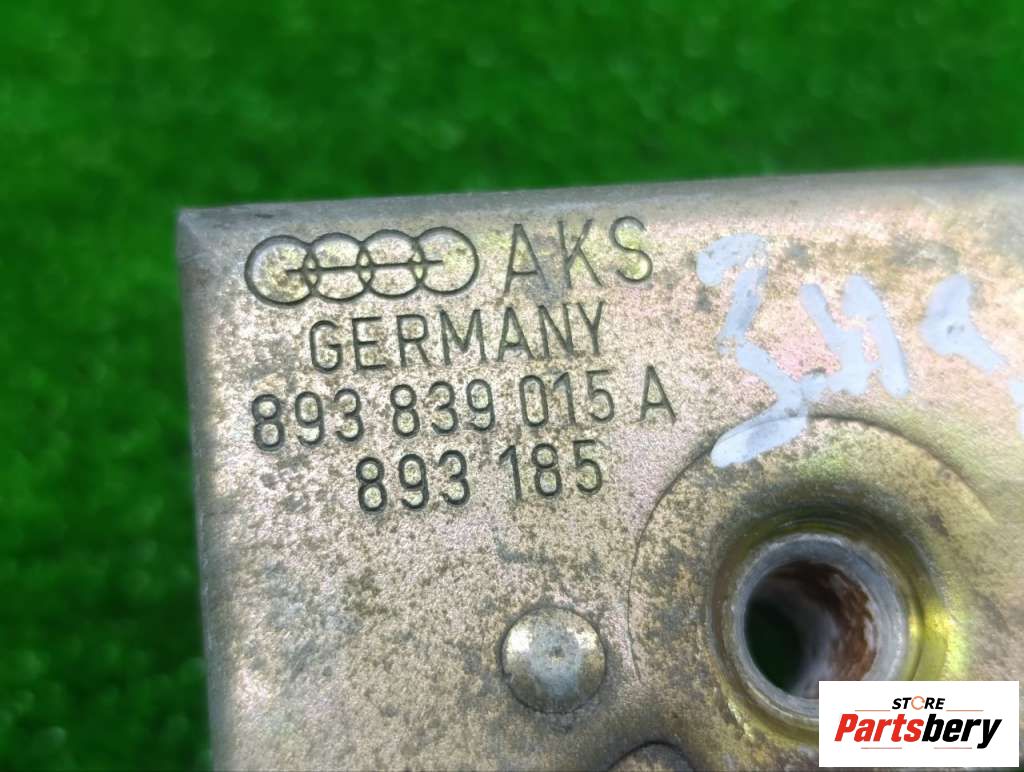 AKS
GERMANY
893 839 015 A
893 185
STORE
Partsbery